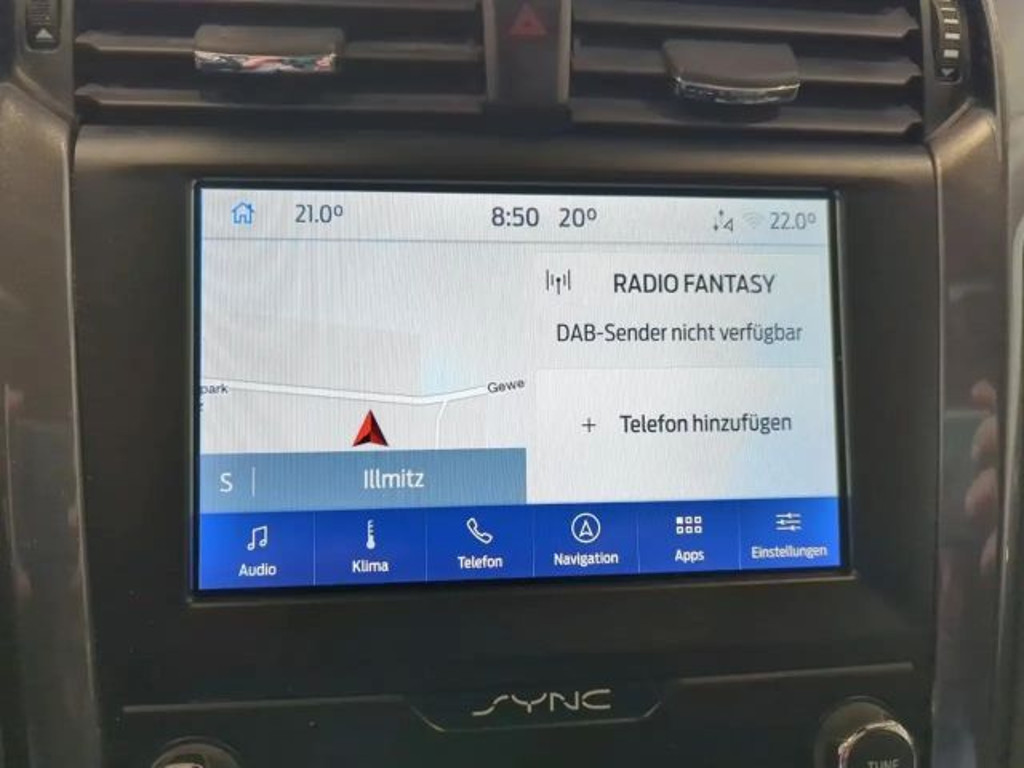 21.0° 8:50 20° 22.0°
RADIO FANTASY
DAB-Sender nicht verfügbar
park
Gewe
Telefon hinzufügen
S Illmitz
Audio Klima Telefon Navigation Apps Einstellungen
SYNC
TUNE